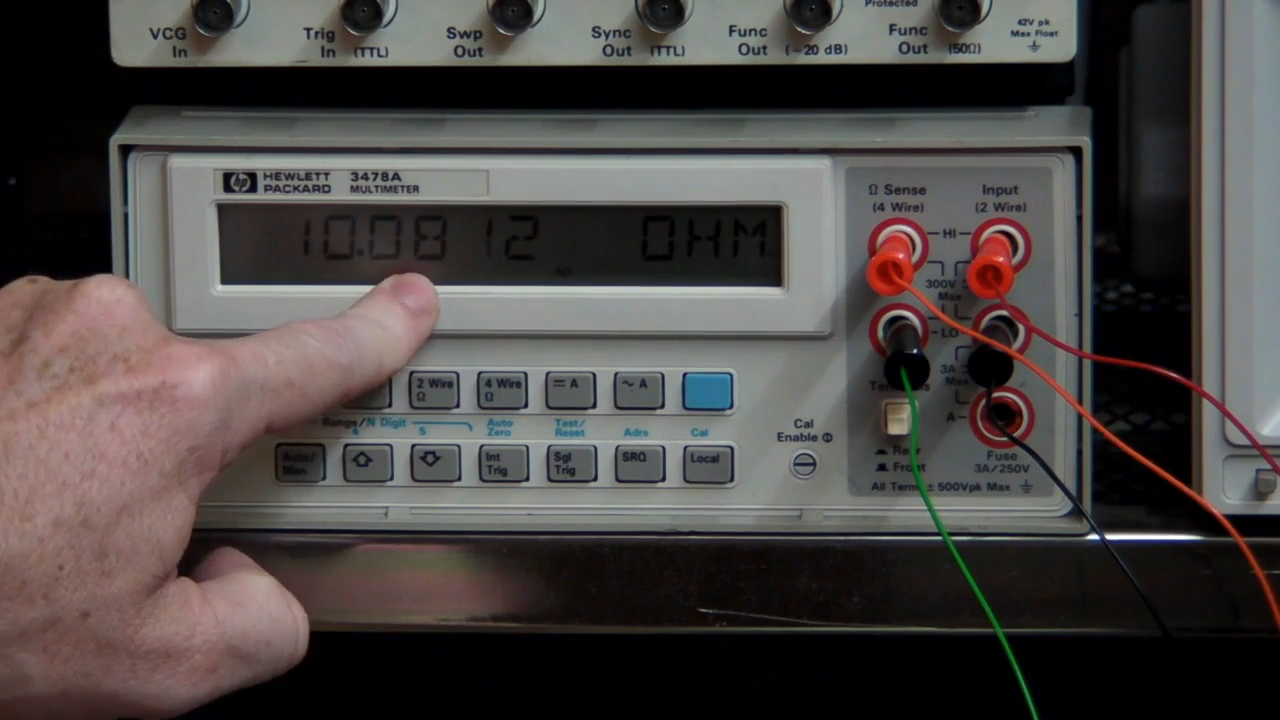 VCG In
Trig In (TTL)
Swp Out
Sync Out (TTL)
Func Out (-20 dB)
Func Out (50Ω)
Protected
42V pk Max Float
hp HEWLETT PACKARD 3478A MULTIMETER
10.0812 OHM
Ω Sense (4 Wire)
Input (2 Wire)
HI
300V Max
LO
3A Max
A
2 Wire Ω
4 Wire Ω
⎓ A
~ A
Range/N Digit
4
5
Auto Zero
Test/Reset
Adrs
Cal
Auto/Man
Int Trig
Sgl Trig
SRQ
Local
Cal Enable
Rear
Front
Fuse 3A/250V
All Term ± 500Vpk Max